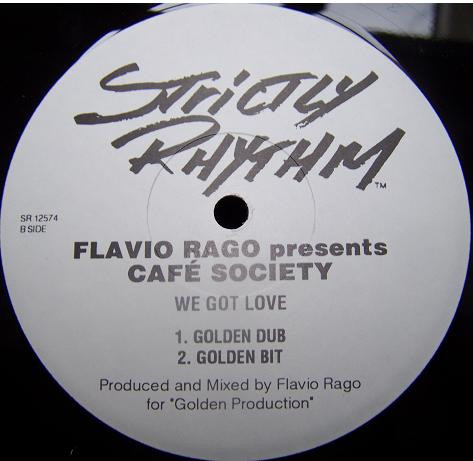 STRICTLY
RHYTHM
TM
SR 12574
B SIDE
FLAVIO RAGO presents
CAFÉ SOCIETY
WE GOT LOVE
1. GOLDEN DUB
2. GOLDEN BIT
Produced and Mixed by Flavio Rago
for "Golden Production"